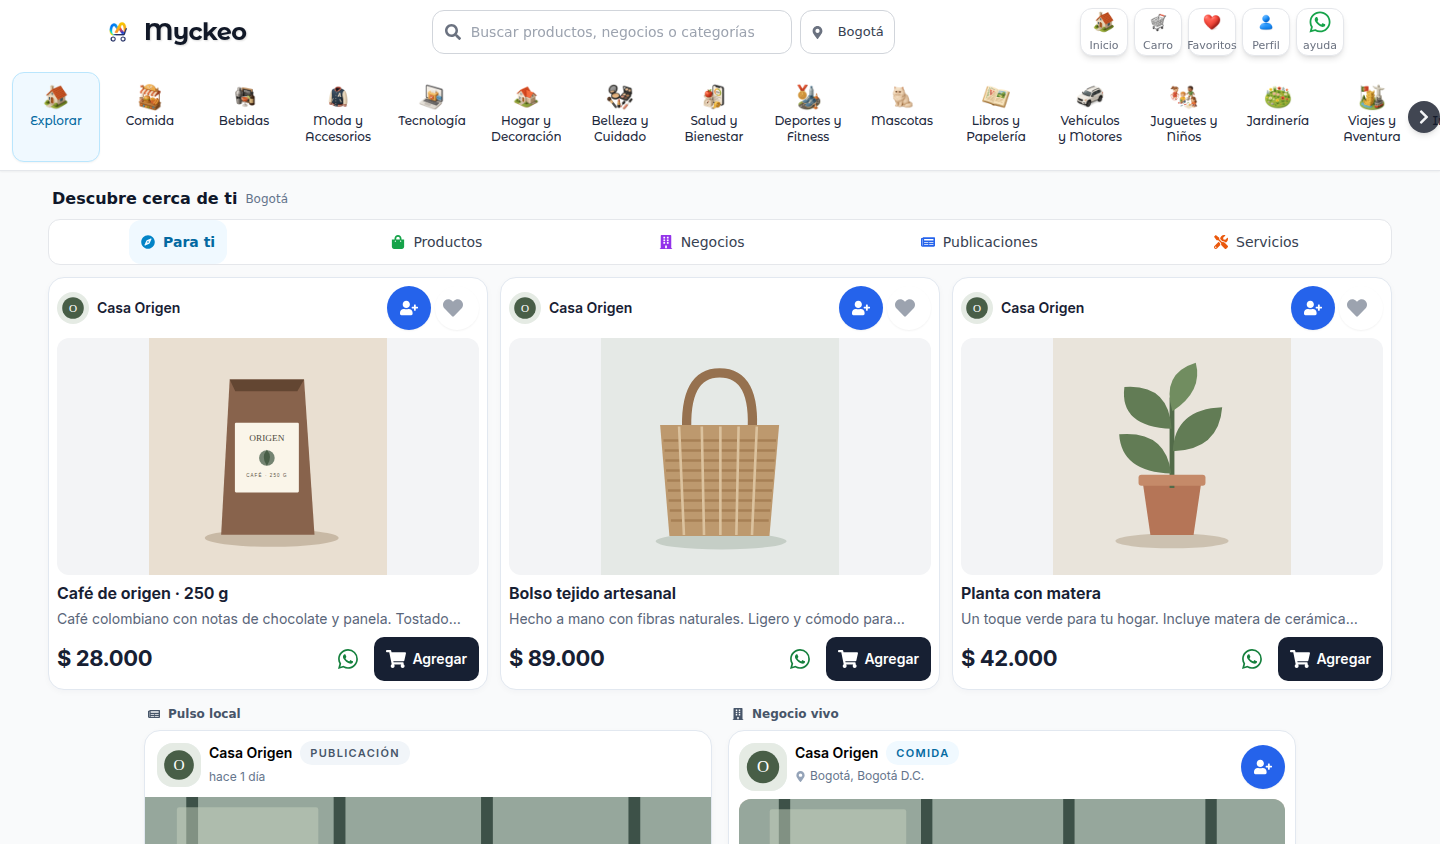 Myckeo
Buscar productos, negocios o categorías
Bogotá
Inicio
Carro
Favoritos
Perfil
ayuda
Explorar
Comida
Bebidas
Moda y
Accesorios
Tecnología
Hogar y
Decoración
Belleza y
Cuidado
Salud y
Bienestar
Deportes y
Fitness
Mascotas
Libros y
Papelería
Vehículos
y Motores
Juguetes y
Niños
Jardinería
Viajes y
Aventura
Descubre cerca de ti Bogotá
Para ti
Productos
Negocios
Publicaciones
Servicios
O Casa Origen
O Casa Origen
O Casa Origen
ORIGEN
CAFÉ · 250 G
Café de origen · 250 g
Café colombiano con notas de chocolate y panela. Tostado...
$ 28.000
Agregar
Bolso tejido artesanal
Hecho a mano con fibras naturales. Ligero y cómodo para...
$ 89.000
Agregar
Planta con matera
Un toque verde para tu hogar. Incluye matera de cerámica...
$ 42.000
Agregar
Pulso local
O
Casa Origen PUBLICACIÓN
hace 1 día
Negocio vivo
O
Casa Origen COMIDA
Bogotá, Bogotá D.C.